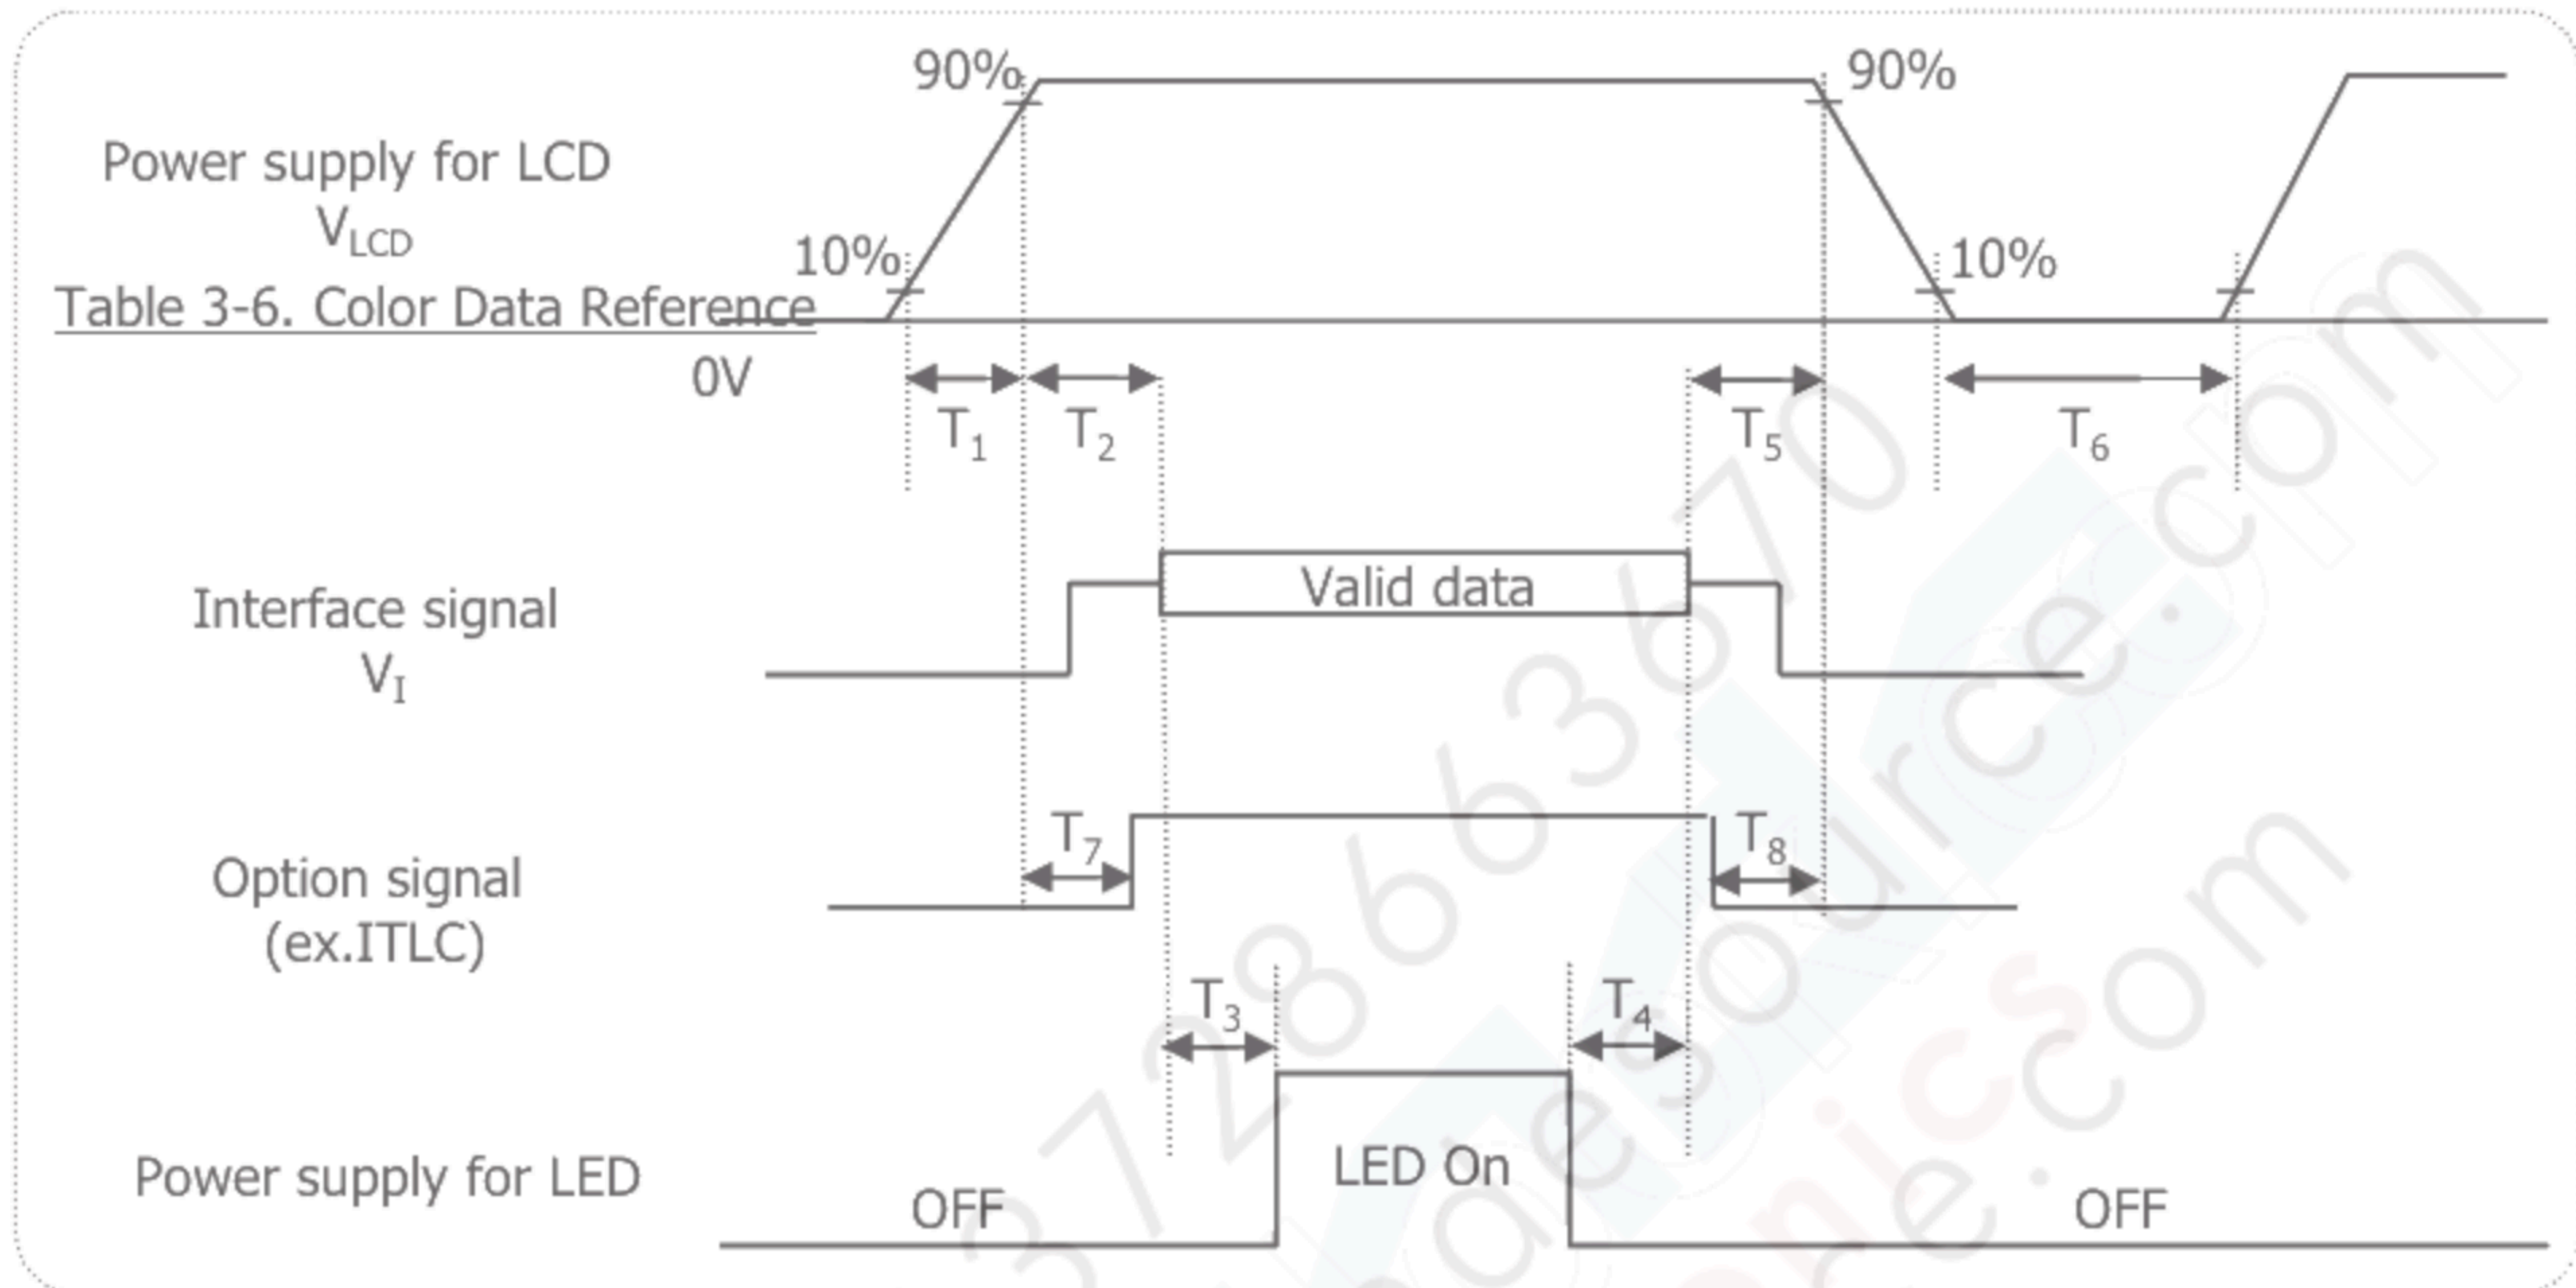 90%
90%
Power supply for LCD
V_LCD
10%
10%
Table 3-6. Color Data Reference
0V
T1
T2
T5
T6
Valid data
Interface signal
VI
T7
T8
Option signal
(ex.ITLC)
T3
T4
LED On
Power supply for LED
OFF
OFF